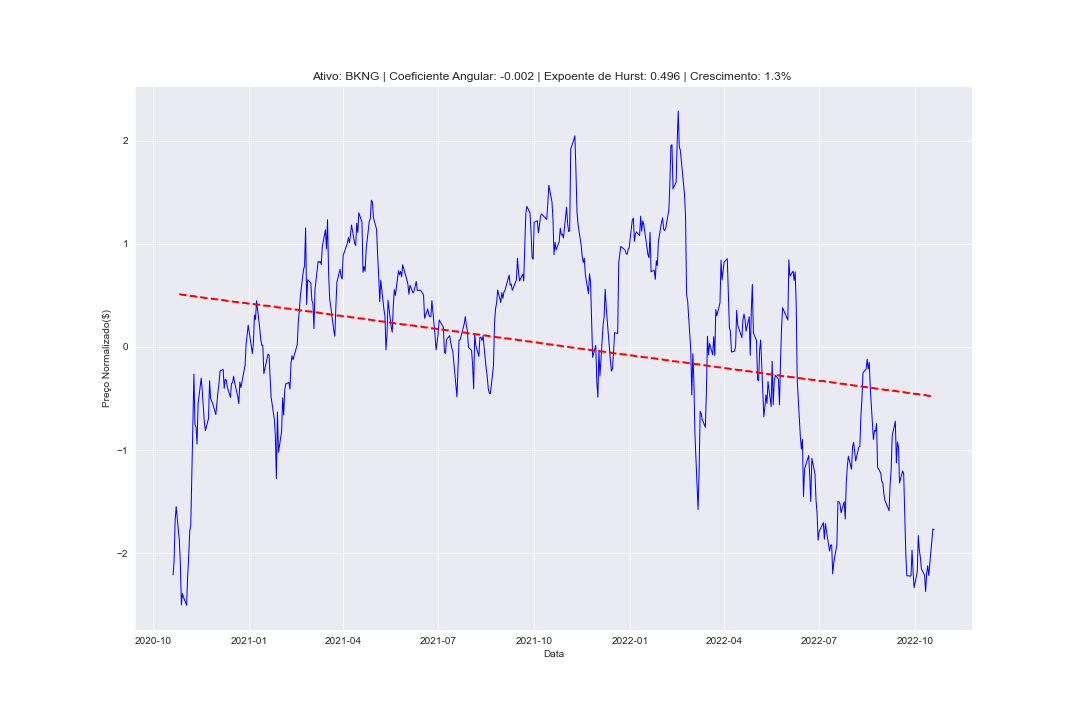 Ativo: BKNG | Coeficiente Angular: -0.002 | Expoente de Hurst: 0.496 | Crescimento: 1.3%
Preço Normalizado($)
2
1
0
−1
−2
2020-10 2021-01 2021-04 2021-07 2021-10 2022-01 2022-04 2022-07 2022-10
Data